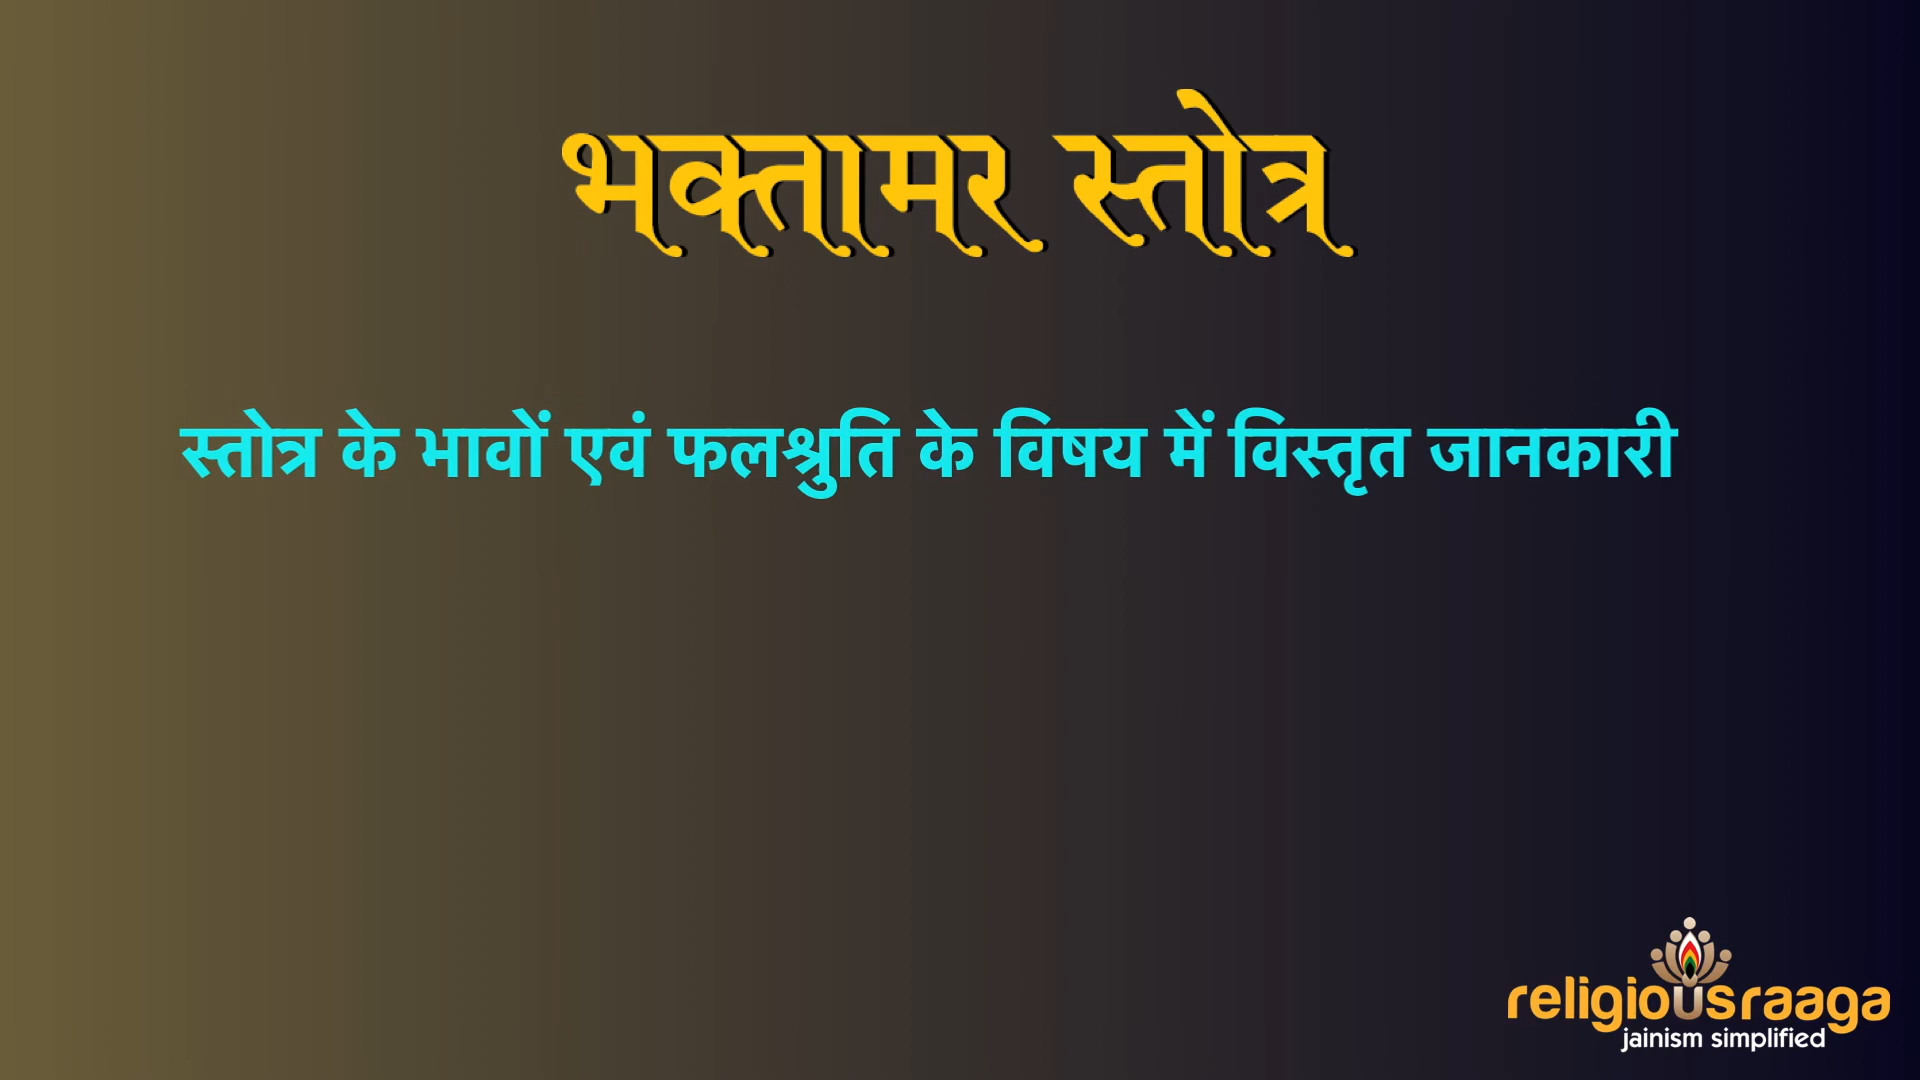 भक्तामर स्तोत्र
स्तोत्र के भावों एवं फलश्रुति के विषय में विस्तृत जानकारी
religiousraaga
jainism simplified